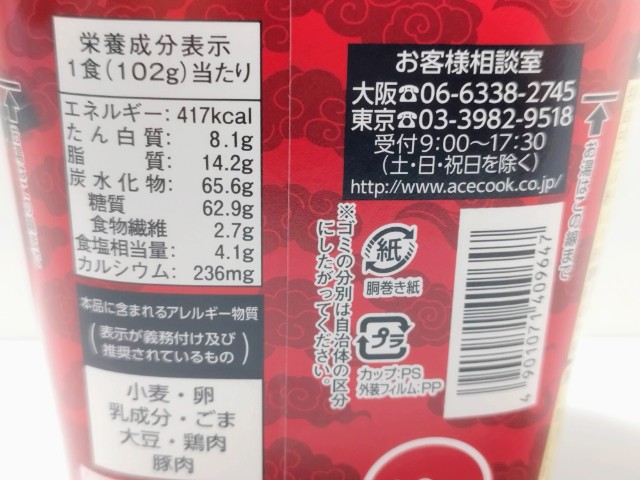 栄養成分表示
1食(102g)当たり
エネルギー: 417kcal
たん白質: 8.1g
脂質: 14.2g
炭水化物: 65.6g
糖質 62.9g
食物繊維 2.7g
食塩相当量: 4.1g
カルシウム: 236mg
本品に含まれるアレルギー物質
(表示が義務付け及び
推奨されているもの)
小麦・卵
乳成分・ごま
大豆・鶏肉
豚肉
お客様相談室
大阪☎06-6338-2745
東京☎03-3982-9518
受付9:00〜17:30
(土・日・祝日を除く)
http://www.acecook.co.jp/
※ゴミの分別は自治体の区分
にしたがってください。
紙
胴巻き紙
プラ
カップ:PS
外装フィルム:PP
4901071409647